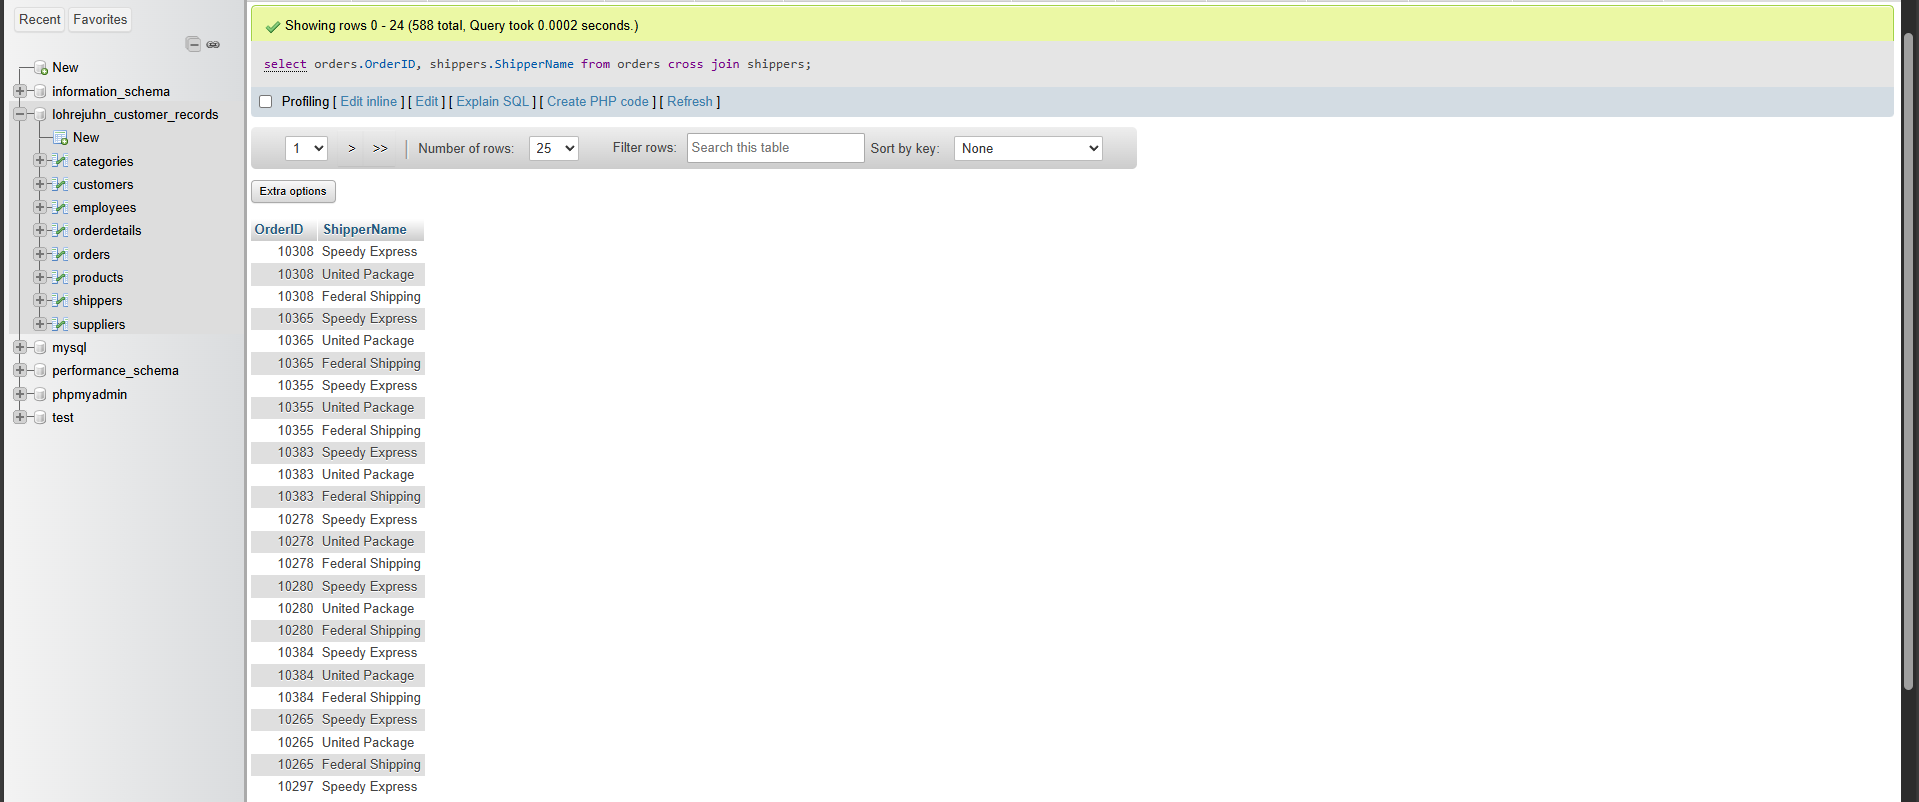 Recent Favorites
New
information_schema
lohrejuhn_customer_records
New
categories
customers
employees
orderdetails
orders
products
shippers
suppliers
mysql
performance_schema
phpmyadmin
test
Showing rows 0 - 24 (588 total, Query took 0.0002 seconds.)
select orders.OrderID, shippers.ShipperName from orders cross join shippers;
Profiling [ Edit inline ] [ Edit ] [ Explain SQL ] [ Create PHP code ] [ Refresh ]
1 > >> | Number of rows: 25 Filter rows: Search this table Sort by key: None
Extra options
OrderID ShipperName
10308 Speedy Express
10308 United Package
10308 Federal Shipping
10365 Speedy Express
10365 United Package
10365 Federal Shipping
10355 Speedy Express
10355 United Package
10355 Federal Shipping
10383 Speedy Express
10383 United Package
10383 Federal Shipping
10278 Speedy Express
10278 United Package
10278 Federal Shipping
10280 Speedy Express
10280 United Package
10280 Federal Shipping
10384 Speedy Express
10384 United Package
10384 Federal Shipping
10265 Speedy Express
10265 United Package
10265 Federal Shipping
10297 Speedy Express